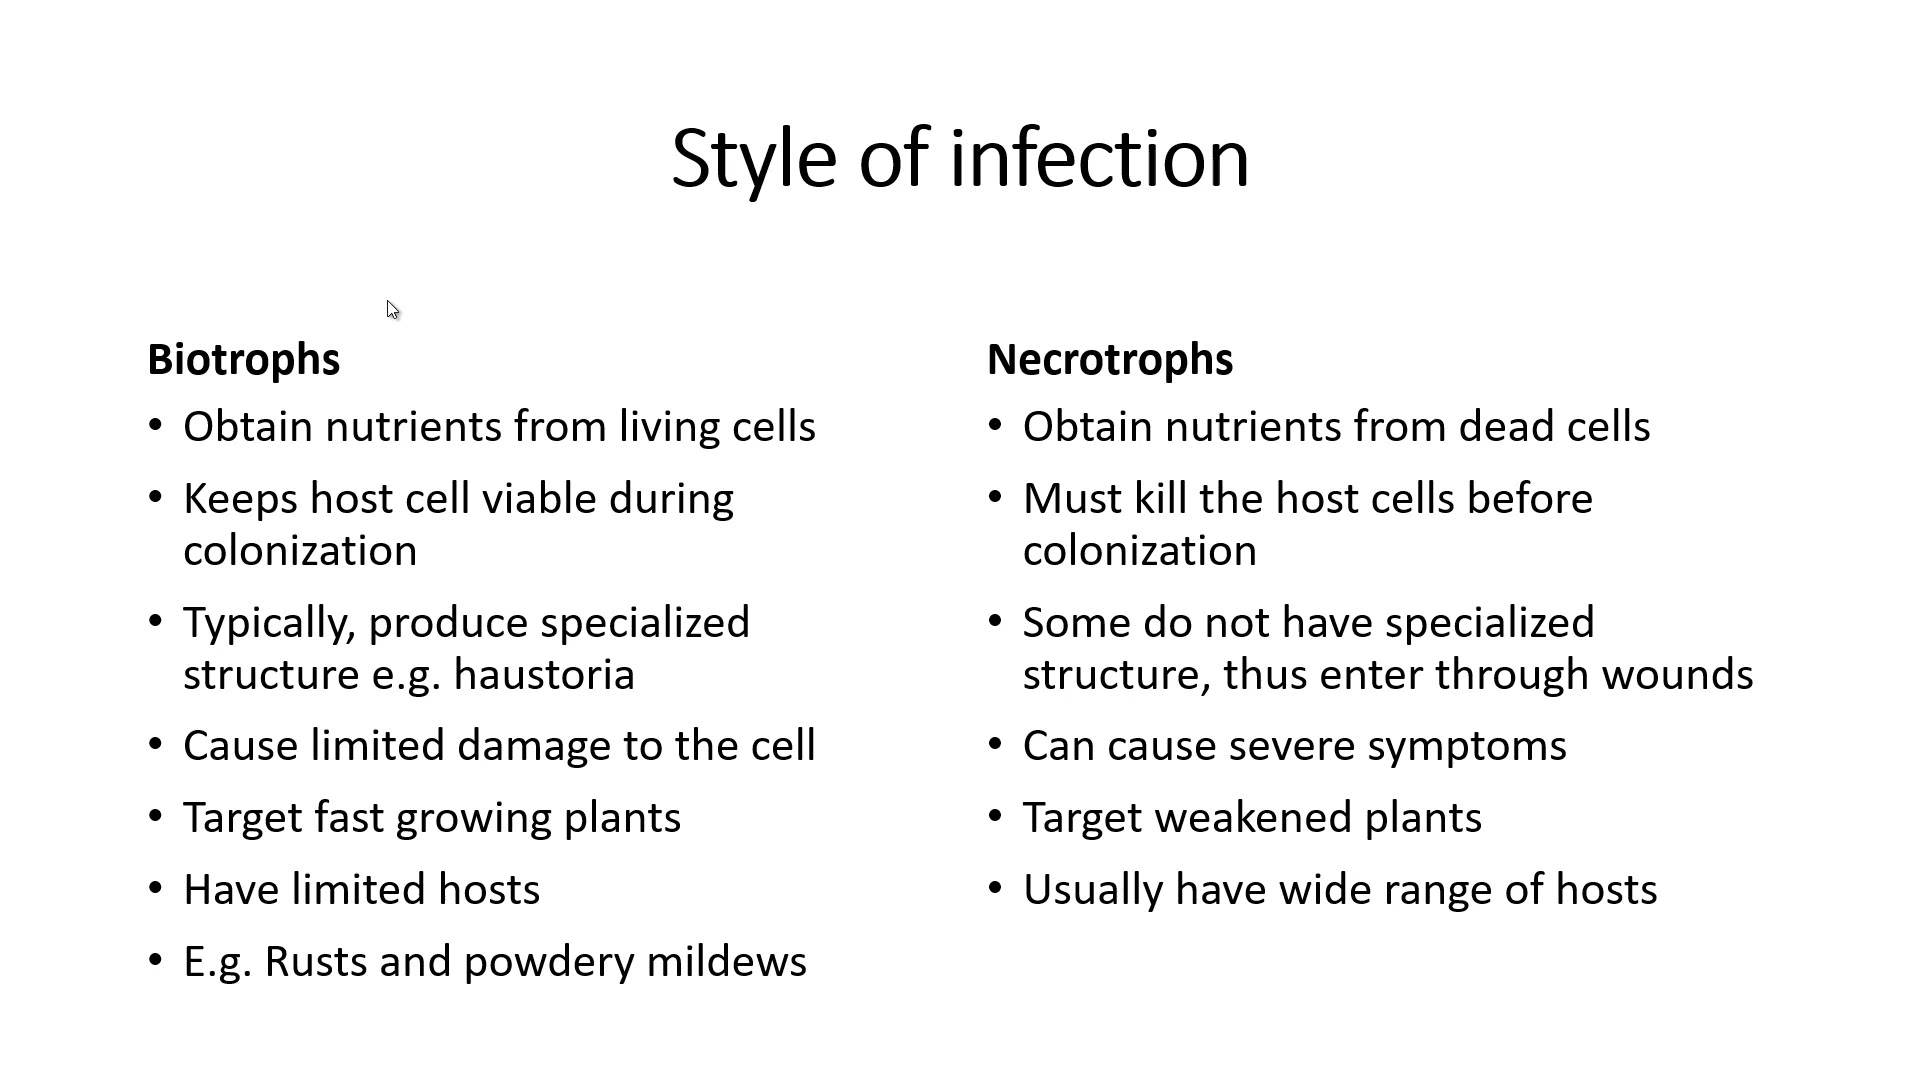 Style of infection
Biotrophs
• Obtain nutrients from living cells
• Keeps host cell viable during
colonization
• Typically, produce specialized
structure e.g. haustoria
• Cause limited damage to the cell
• Target fast growing plants
• Have limited hosts
• E.g. Rusts and powdery mildews
Necrotrophs
• Obtain nutrients from dead cells
• Must kill the host cells before
colonization
• Some do not have specialized
structure, thus enter through wounds
• Can cause severe symptoms
• Target weakened plants
• Usually have wide range of hosts